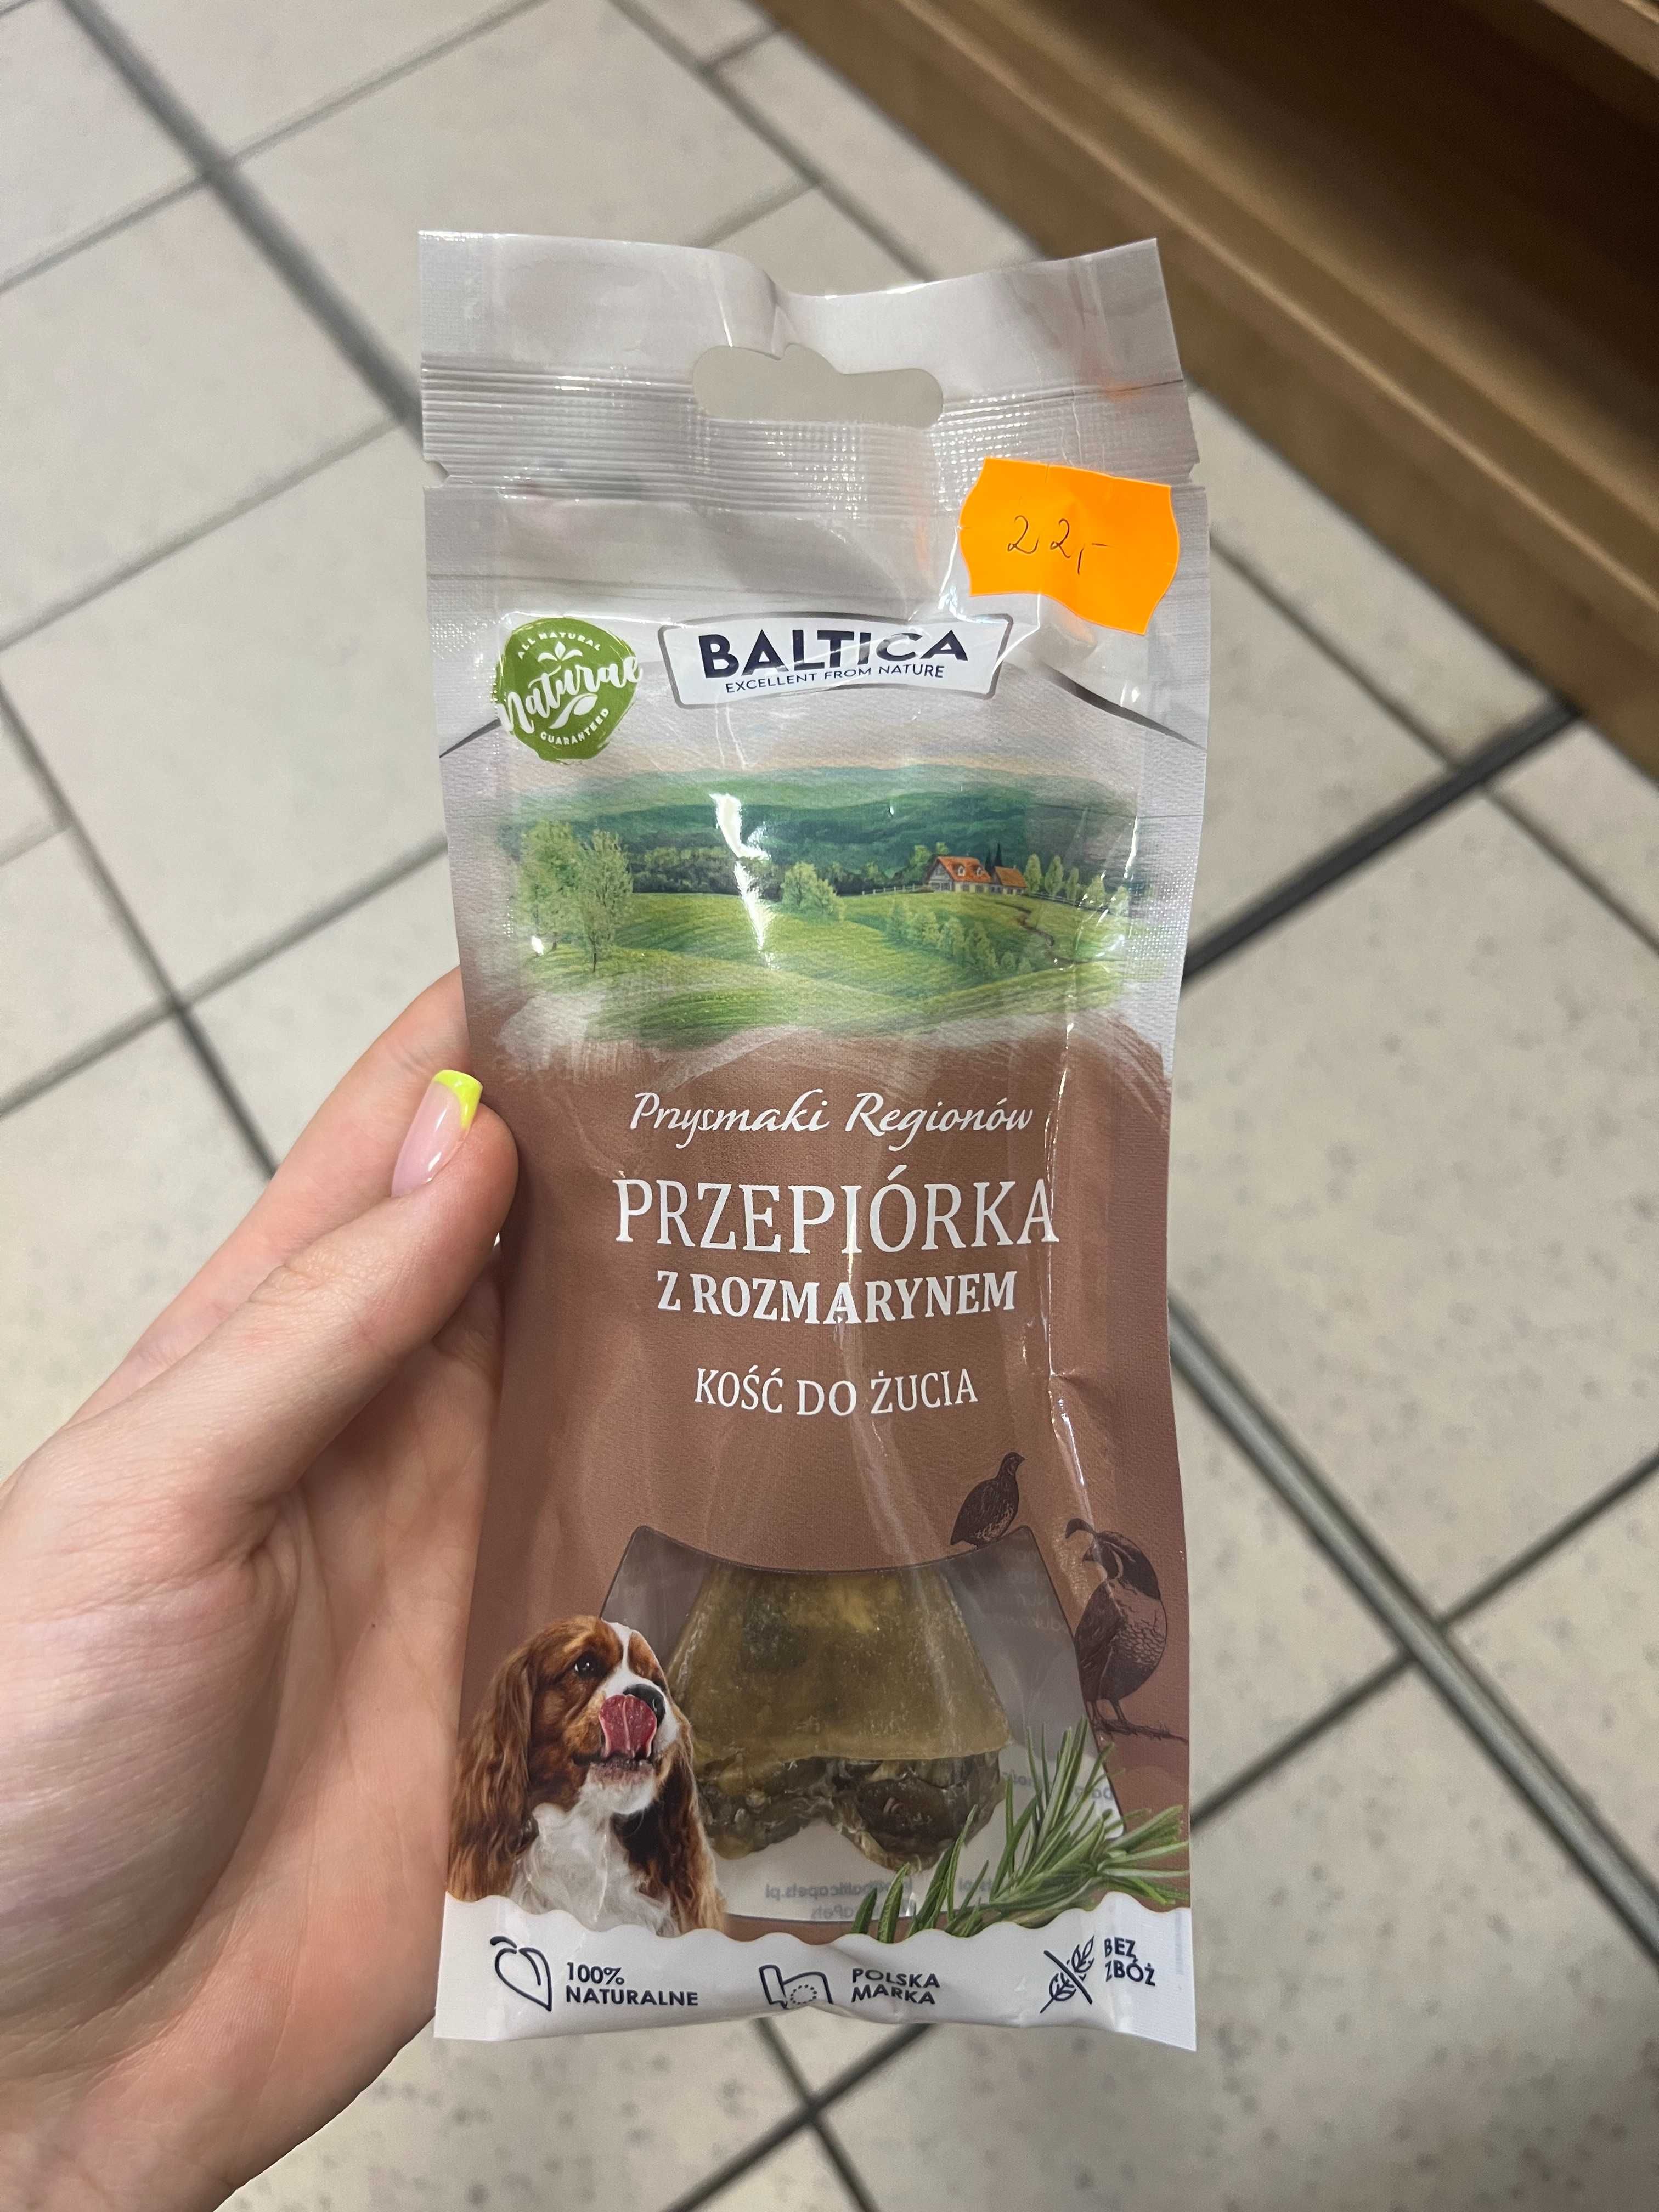 22,-
ALL NATURAL
Naturae
GUARANTEED
BALTICA
EXCELLENT FROM NATURE
Przysmaki Regionów
PRZEPIÓRKA
Z ROZMARYNEM
KOŚĆ DO ŻUCIA
100%
NATURALNE
POLSKA
MARKA
BEZ
ZBÓŻ